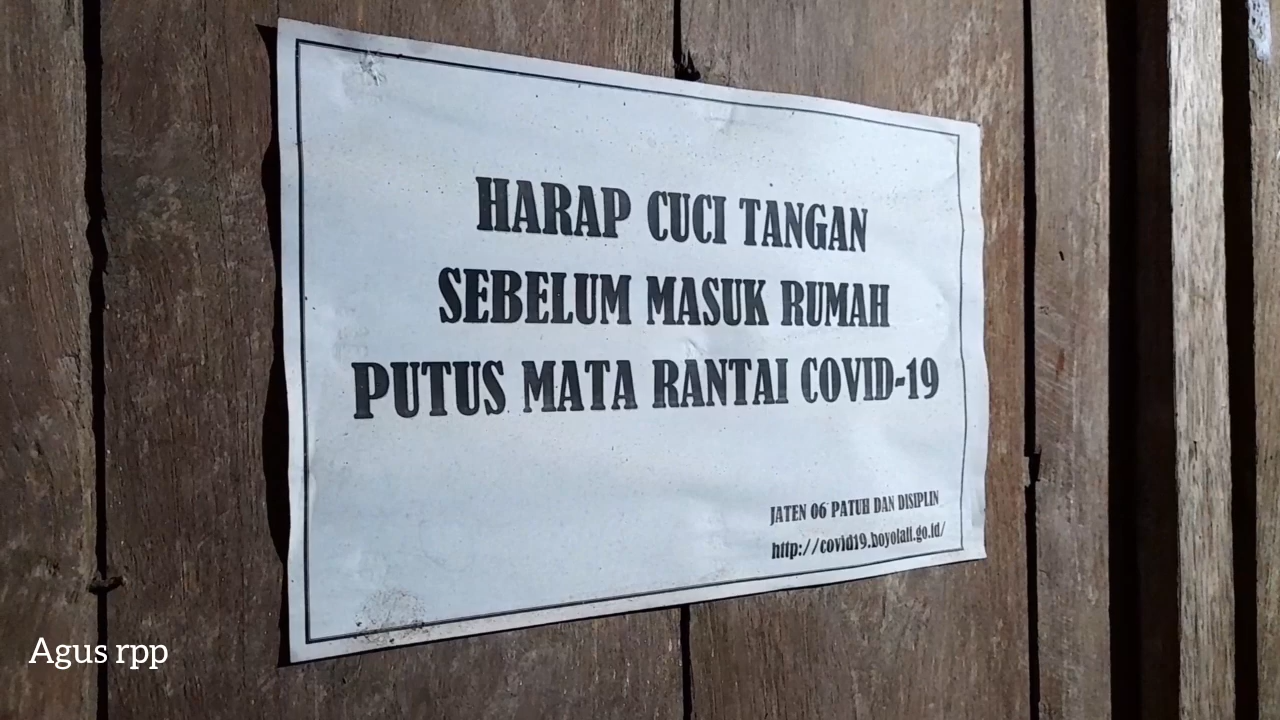 HARAP CUCI TANGAN
SEBELUM MASUK RUMAH
PUTUS MATA RANTAI COVID-19
JATEN 06 PATUH DAN DISIPLIN
http://covid19.boyolali.go.id/
Agus rpp